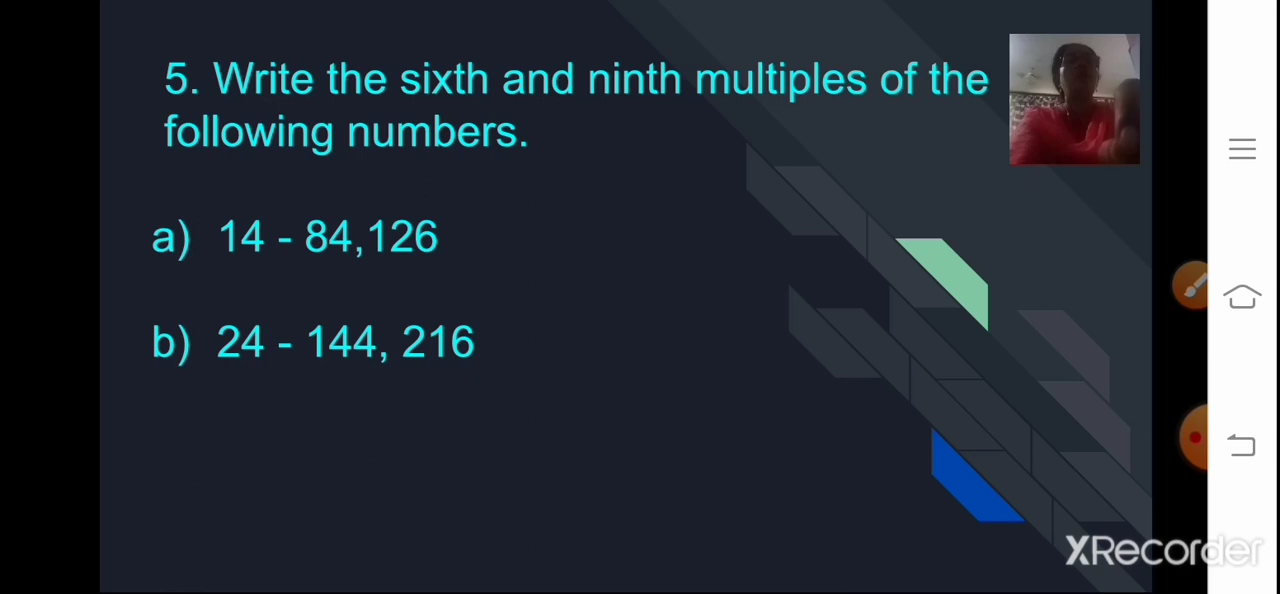 5. Write the sixth and ninth multiples of the
following numbers.
a) 14 - 84,126
b) 24 - 144, 216
XRecorder